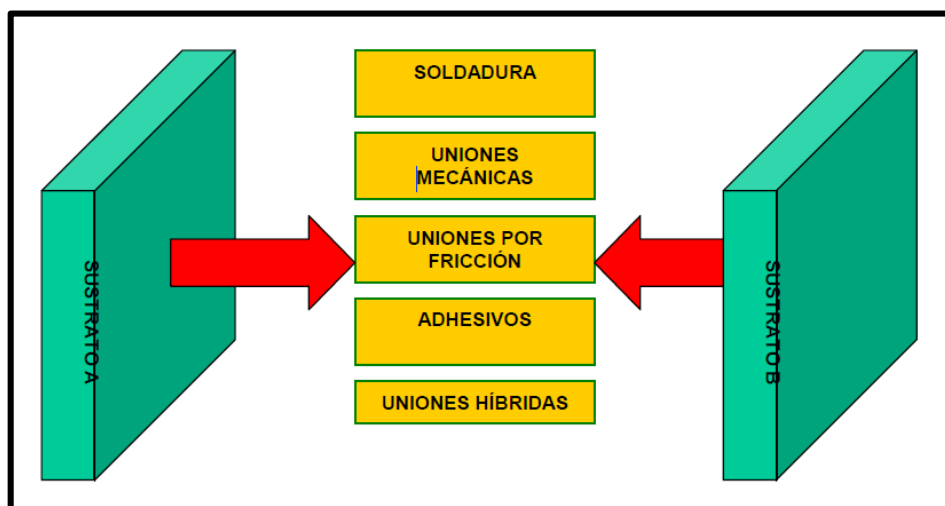 SOLDADURA
UNIONES
MECÁNICAS
UNIONES POR
FRICCIÓN
ADHESIVOS
UNIONES HÍBRIDAS
SUSTRATO A
SUSTRATO B